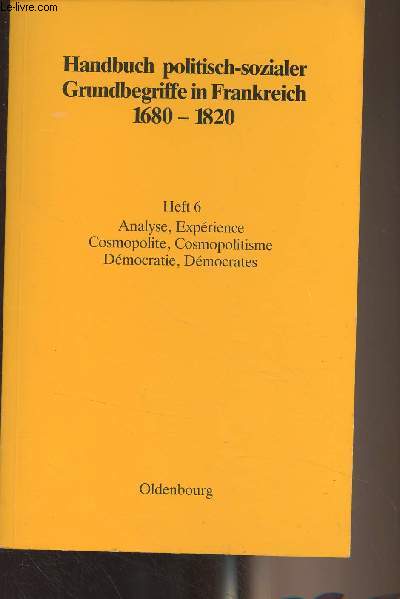 Le-livre.com
Handbuch politisch-sozialer
Grundbegriffe in Frankreich
1680 – 1820
Heft 6
Analyse, Expérience
Cosmopolite, Cosmopolitisme
Démocratie, Démocrates
Oldenbourg